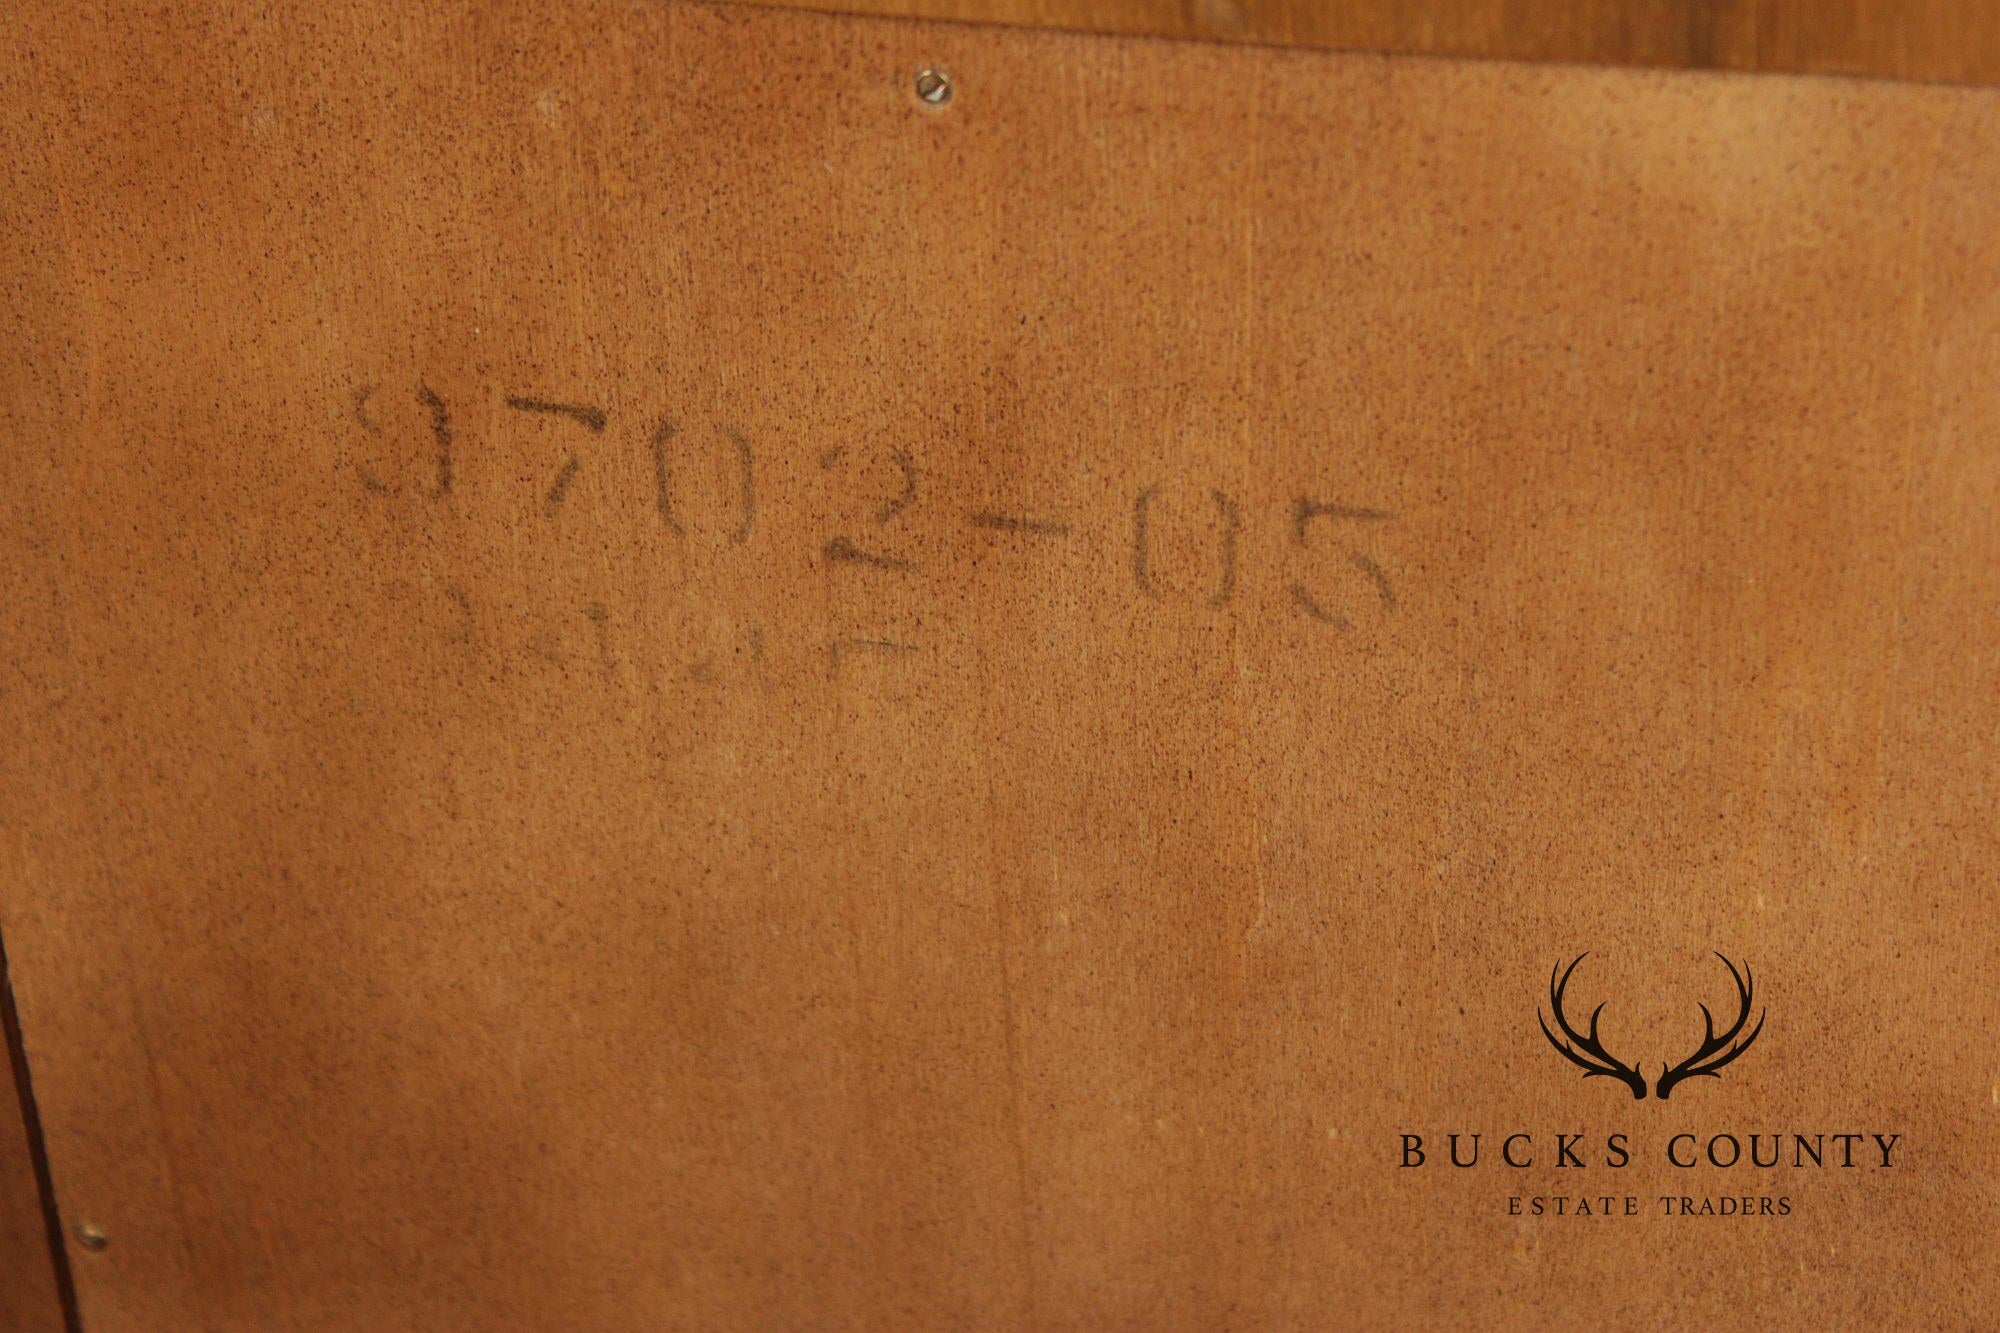 9702-05
BUCKS COUNTY
ESTATE TRADERS